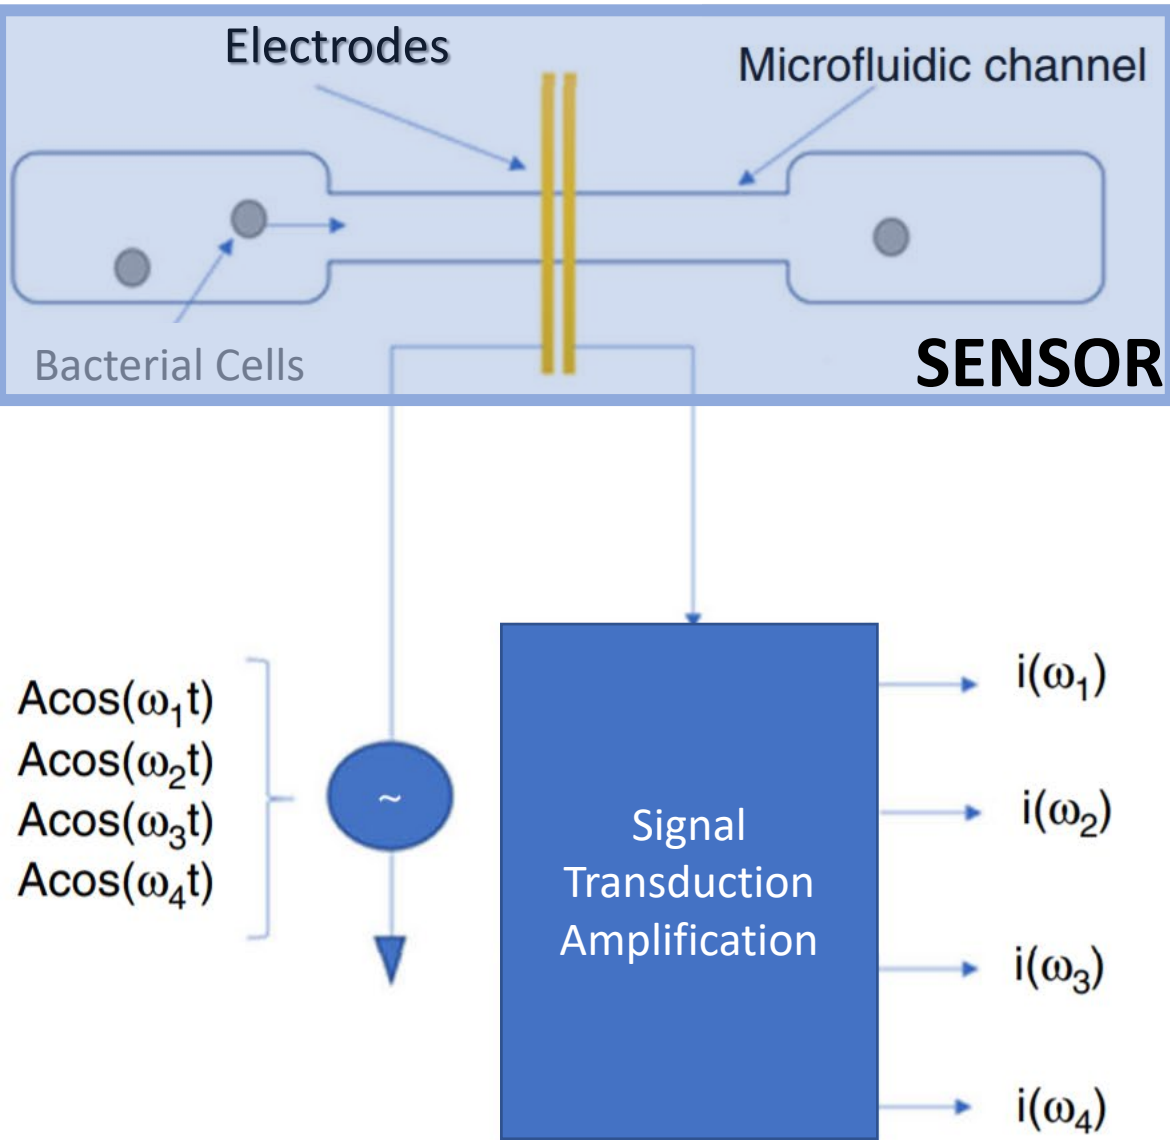 Electrodes
Microfluidic channel
Bacterial Cells
SENSOR
Acos(ω₁t)
Acos(ω₂t)
Acos(ω₃t)
Acos(ω₄t)
~
Signal
Transduction
Amplification
i(ω₁)
i(ω₂)
i(ω₃)
i(ω₄)